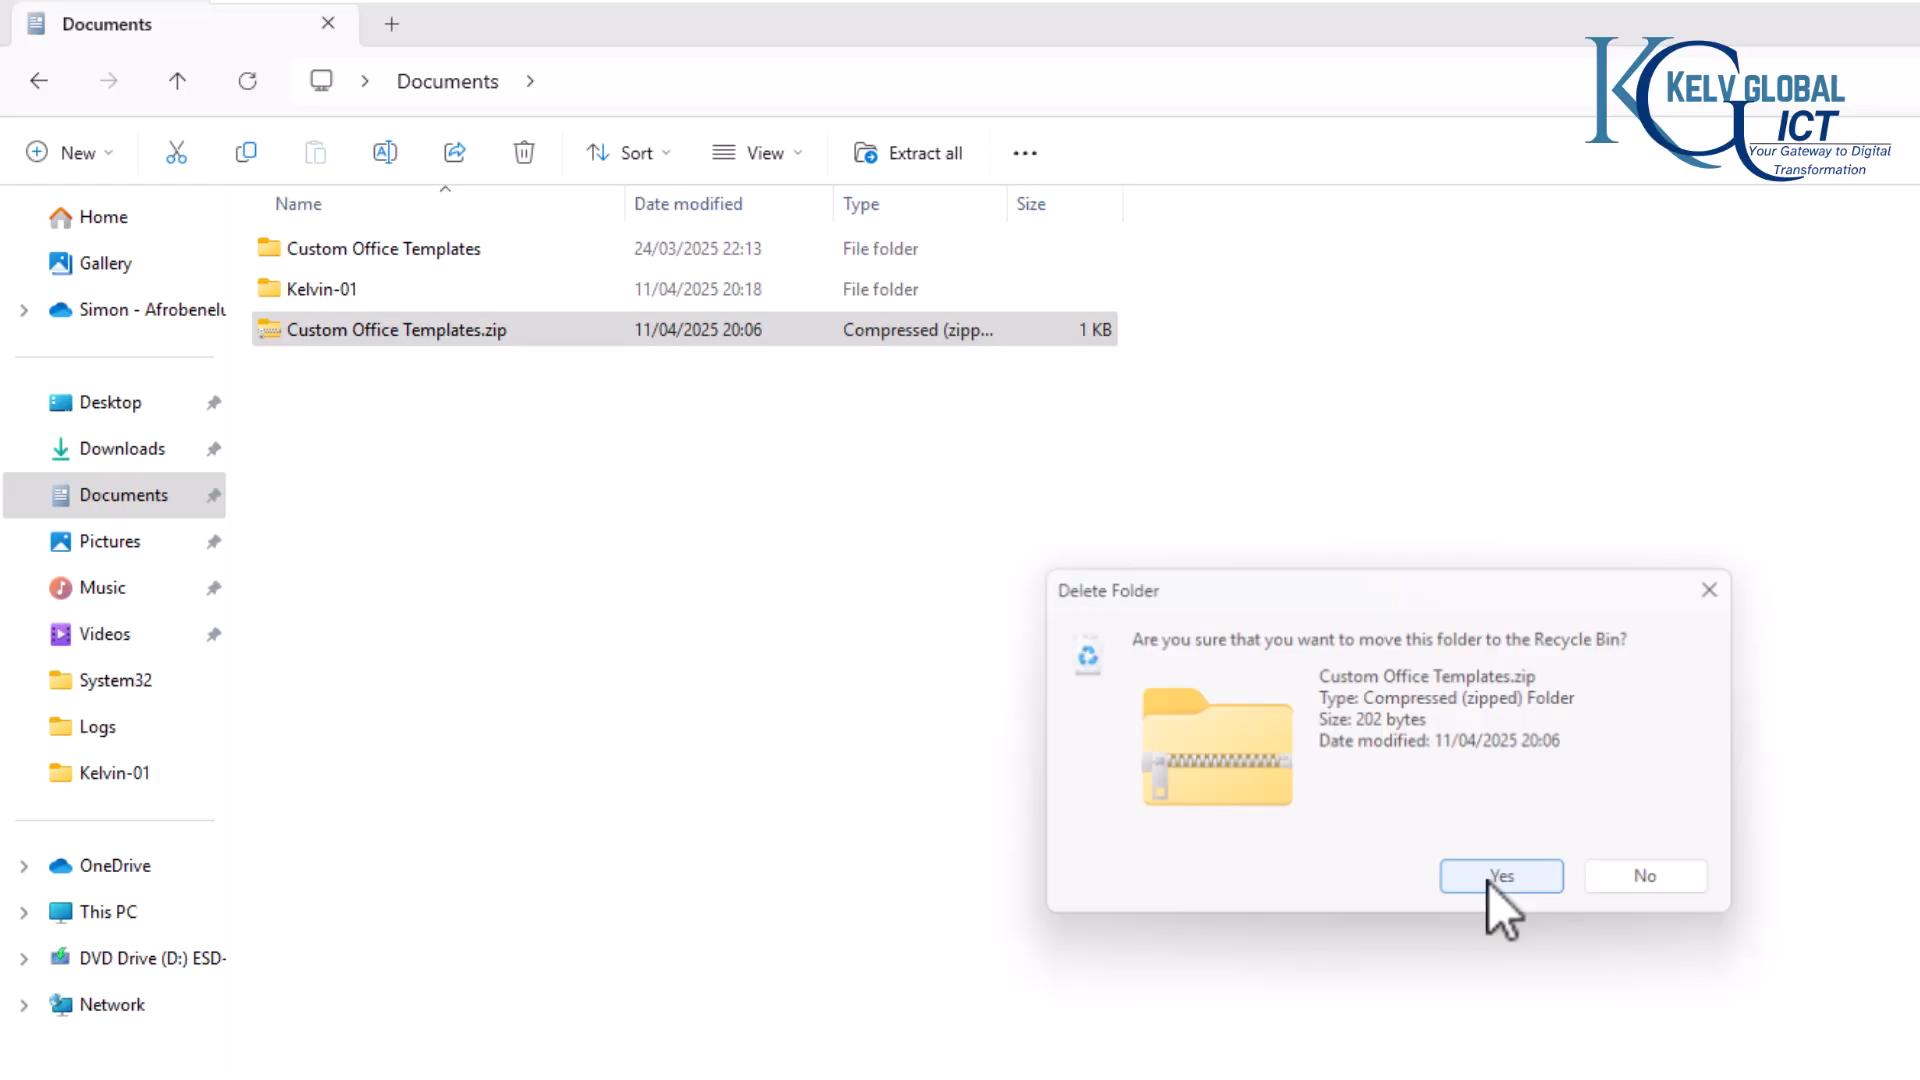 Documents
Documents
New
Sort
View
Extract all
KELV GLOBAL
ICT
Your Gateway to Digital
Transformation
Name
Date modified
Type
Size
Custom Office Templates
24/03/2025 22:13
File folder
Kelvin-01
11/04/2025 20:18
File folder
Custom Office Templates.zip
11/04/2025 20:06
Compressed (zipp...
1 KB
Home
Gallery
Simon - Afrobenelu
Desktop
Downloads
Documents
Pictures
Music
Videos
System32
Logs
Kelvin-01
OneDrive
This PC
DVD Drive (D:) ESD-
Network
Delete Folder
Are you sure that you want to move this folder to the Recycle Bin?
Custom Office Templates.zip
Type: Compressed (zipped) Folder
Size: 202 bytes
Date modified: 11/04/2025 20:06
Yes
No